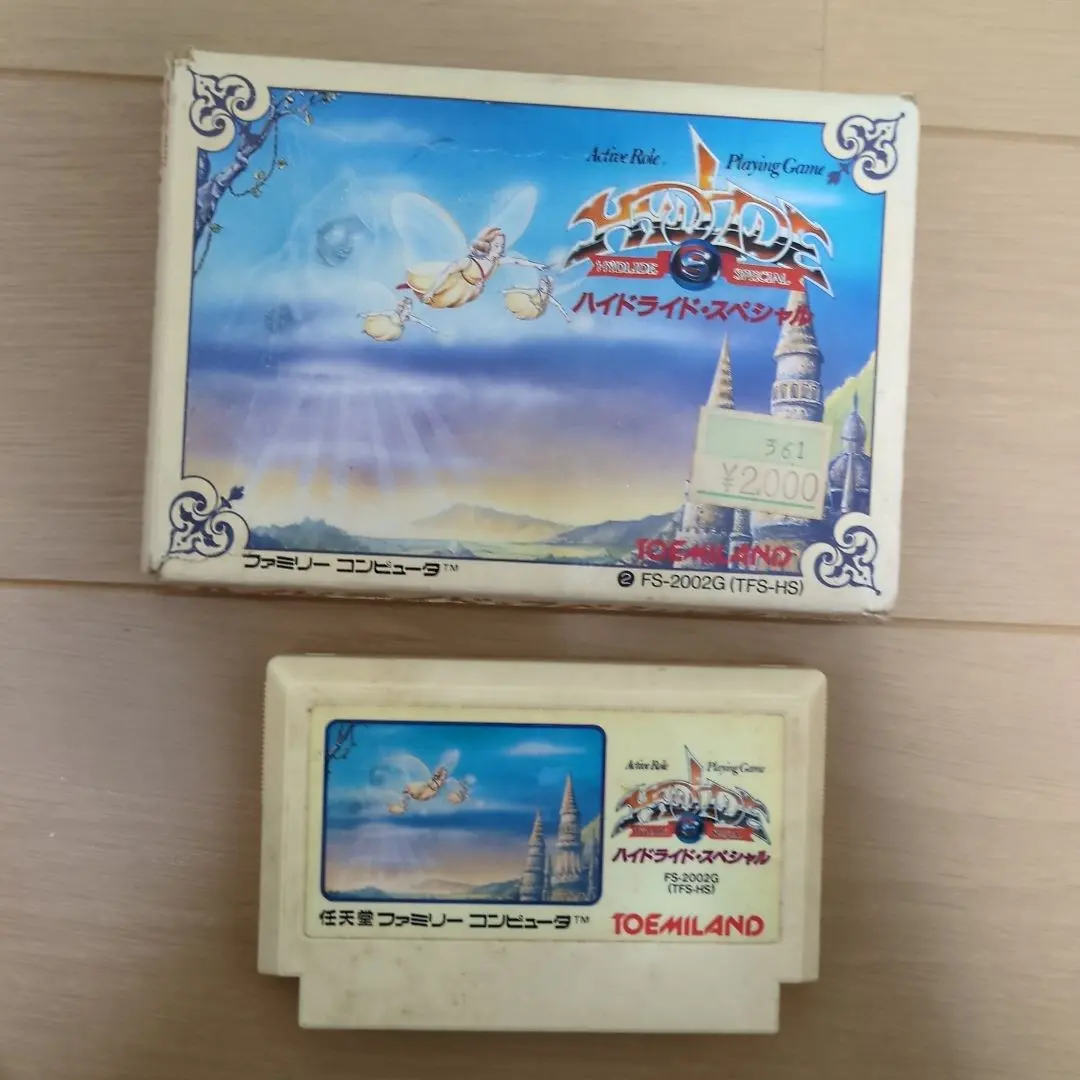 Active Role
Playing Game
HYDLIDE
HYDLIDE S SPECIAL
ハイドライド・スペシャル
361
¥2,000
TOEMILAND
ファミリー コンピュータ™
❷ FS-2002G (TFS-HS)
Active Role
Playing Game
HYDLIDE
S
ハイドライド・スペシャル
FS-2002G
(TFS-HS)
任天堂 ファミリー コンピュータ™
TOEMILAND